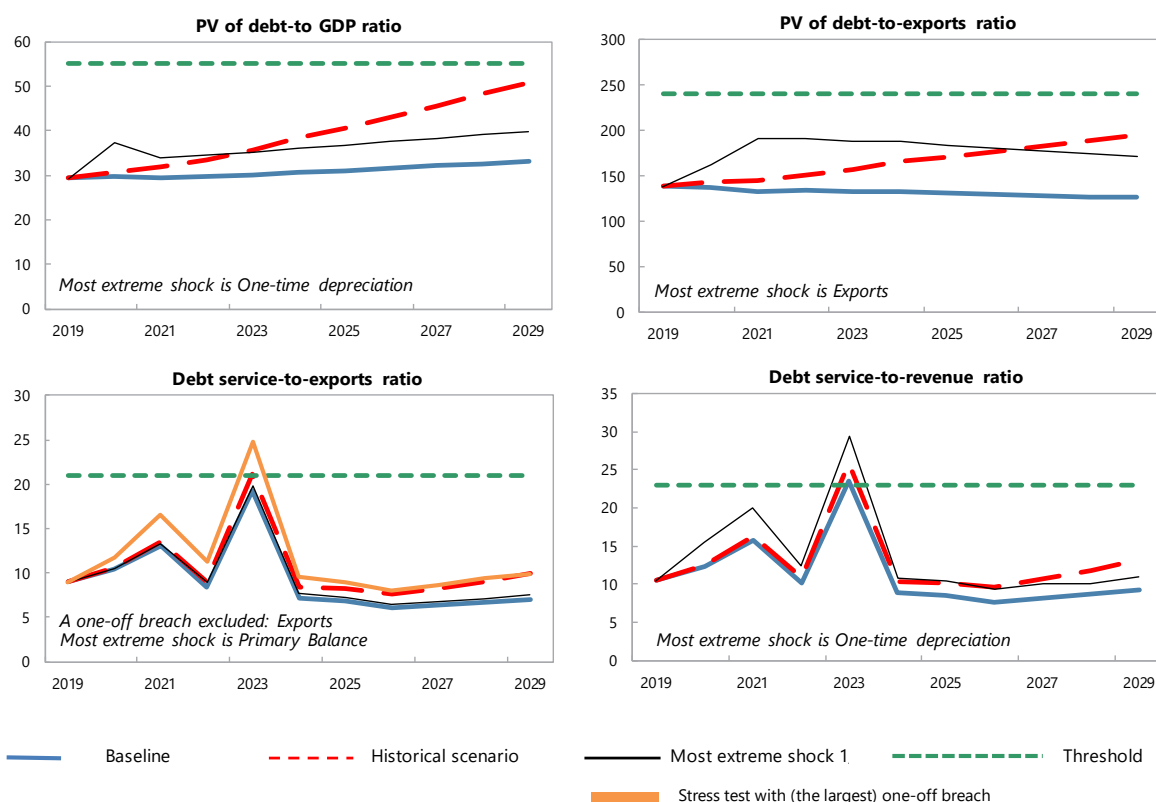 PV of debt-to GDP ratio
60
50
40
30
20
10
0
Most extreme shock is One-time depreciation
2019 2021 2023 2025 2027 2029
PV of debt-to-exports ratio
300
250
200
150
100
50
0
Most extreme shock is Exports
2019 2021 2023 2025 2027 2029
Debt service-to-exports ratio
30
25
20
15
10
5
0
A one-off breach excluded: Exports
Most extreme shock is Primary Balance
2019 2021 2023 2025 2027 2029
Debt service-to-revenue ratio
35
30
25
20
15
10
5
0
Most extreme shock is One-time depreciation
2019 2021 2023 2025 2027 2029
Baseline Historical scenario Most extreme shock 1 Threshold
Stress test with (the largest) one-off breach